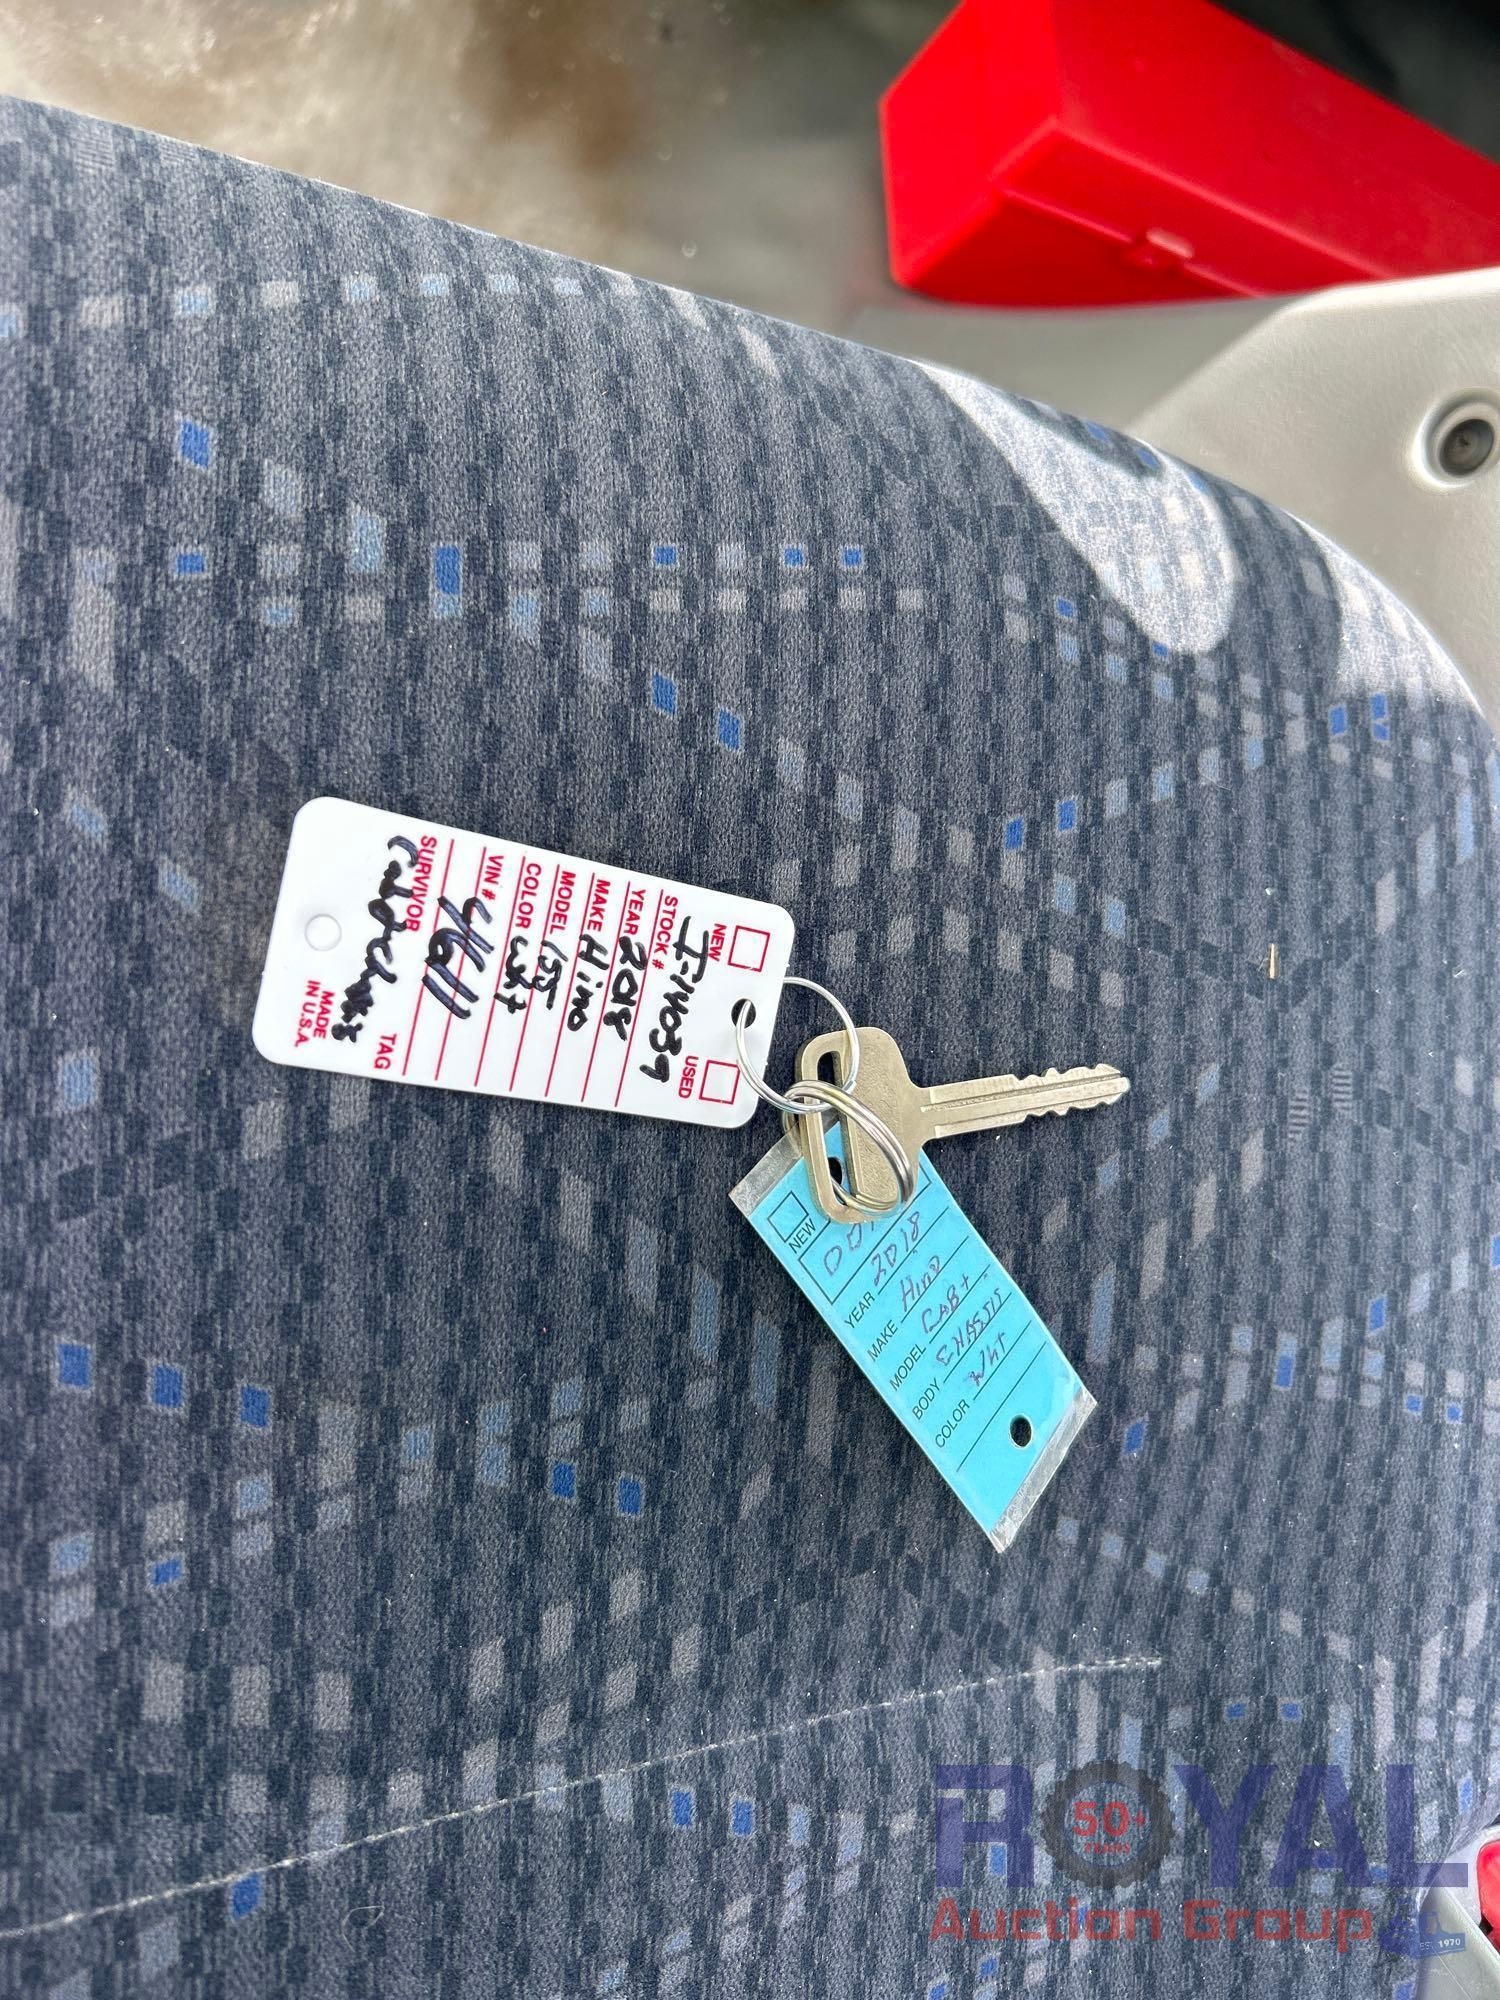 NEW USED
STOCK # I-14039
YEAR 2018
MAKE Hino
MODEL 155
COLOR wht
VIN #
SURVIVOR TAG
MADE
IN U.S.A.
NEW
YEAR 2018
MAKE Hino
MODEL CAB +
BODY CHASSIS
COLOR Wht
ROYAL
50+
YEARS
Auction Group
EST. 1970